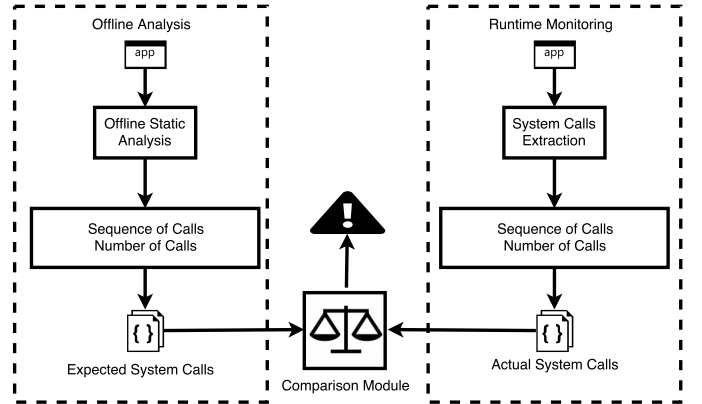 Offline Analysis
app
Offline Static
Analysis
Sequence of Calls
Number of Calls
{ }
Expected System Calls
!
Comparison Module
Runtime Monitoring
app
System Calls
Extraction
Sequence of Calls
Number of Calls
{ }
Actual System Calls